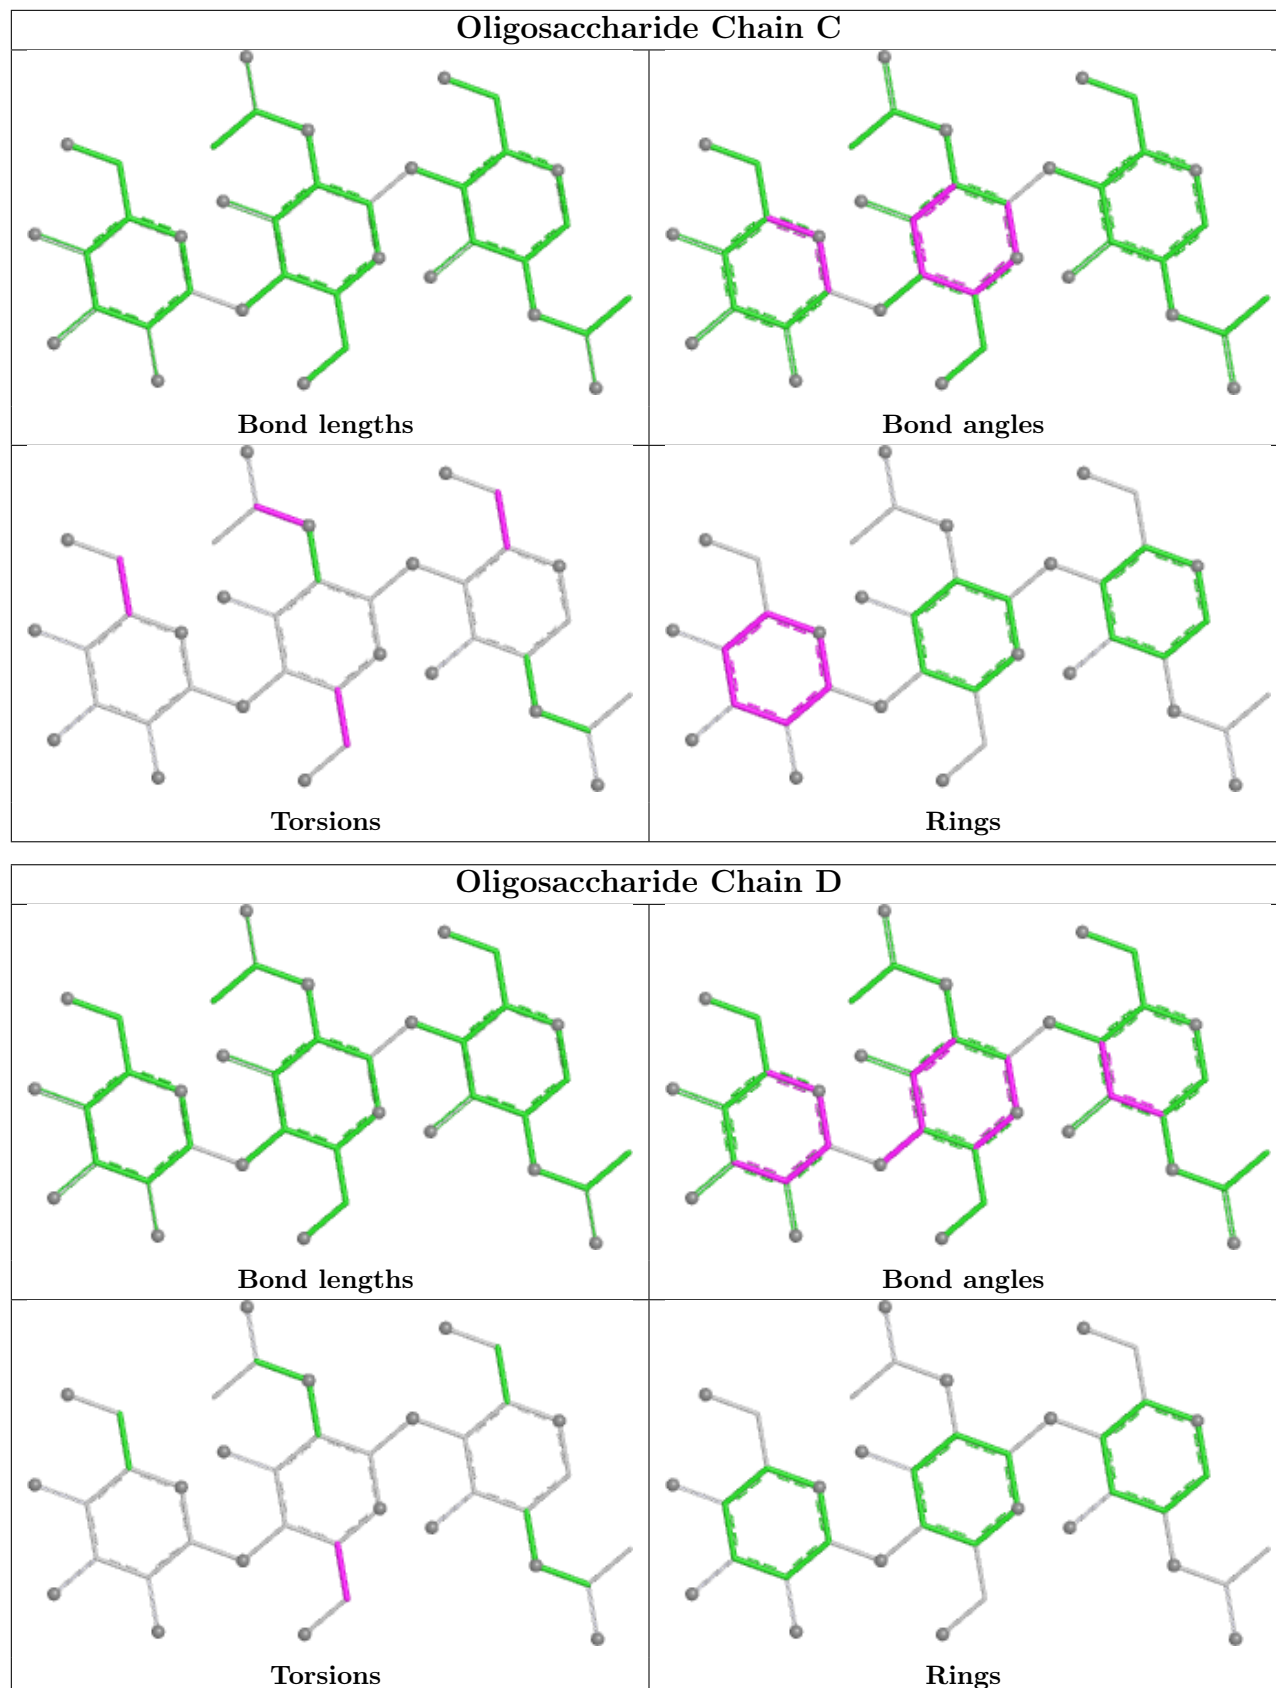 Oligosaccharide Chain C
Bond lengths
Bond angles
Torsions
Rings
Oligosaccharide Chain D
Bond lengths
Bond angles
Torsions
Rings